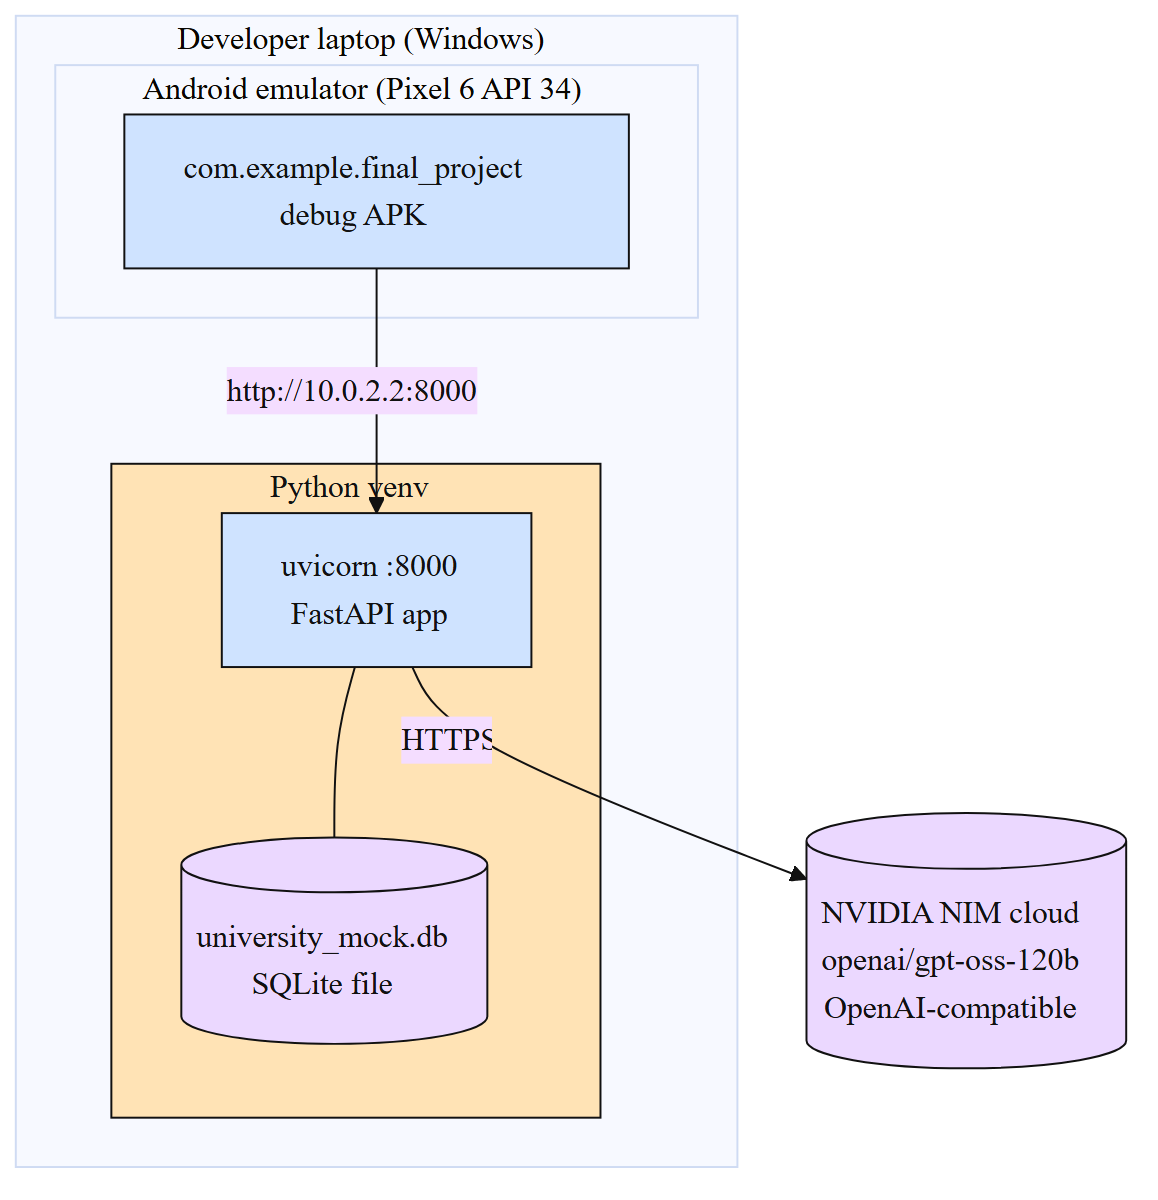 Developer laptop (Windows)
Android emulator (Pixel 6 API 34)
com.example.final_project
debug APK
http://10.0.2.2:8000
Python venv
uvicorn :8000
FastAPI app
HTTPS
university_mock.db
SQLite file
NVIDIA NIM cloud
openai/gpt-oss-120b
OpenAI-compatible